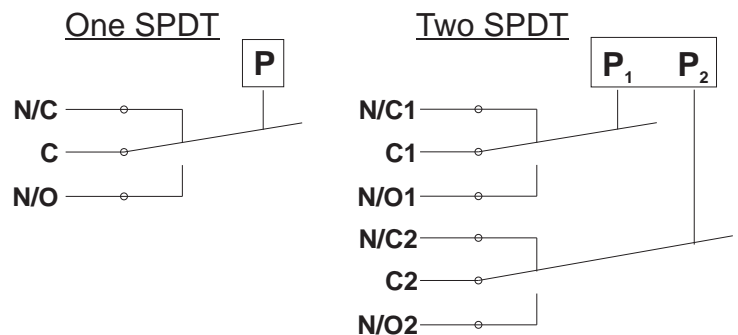 One SPDT
P
N/C
C
N/O
Two SPDT
P1 P2
N/C1
C1
N/O1
N/C2
C2
N/O2